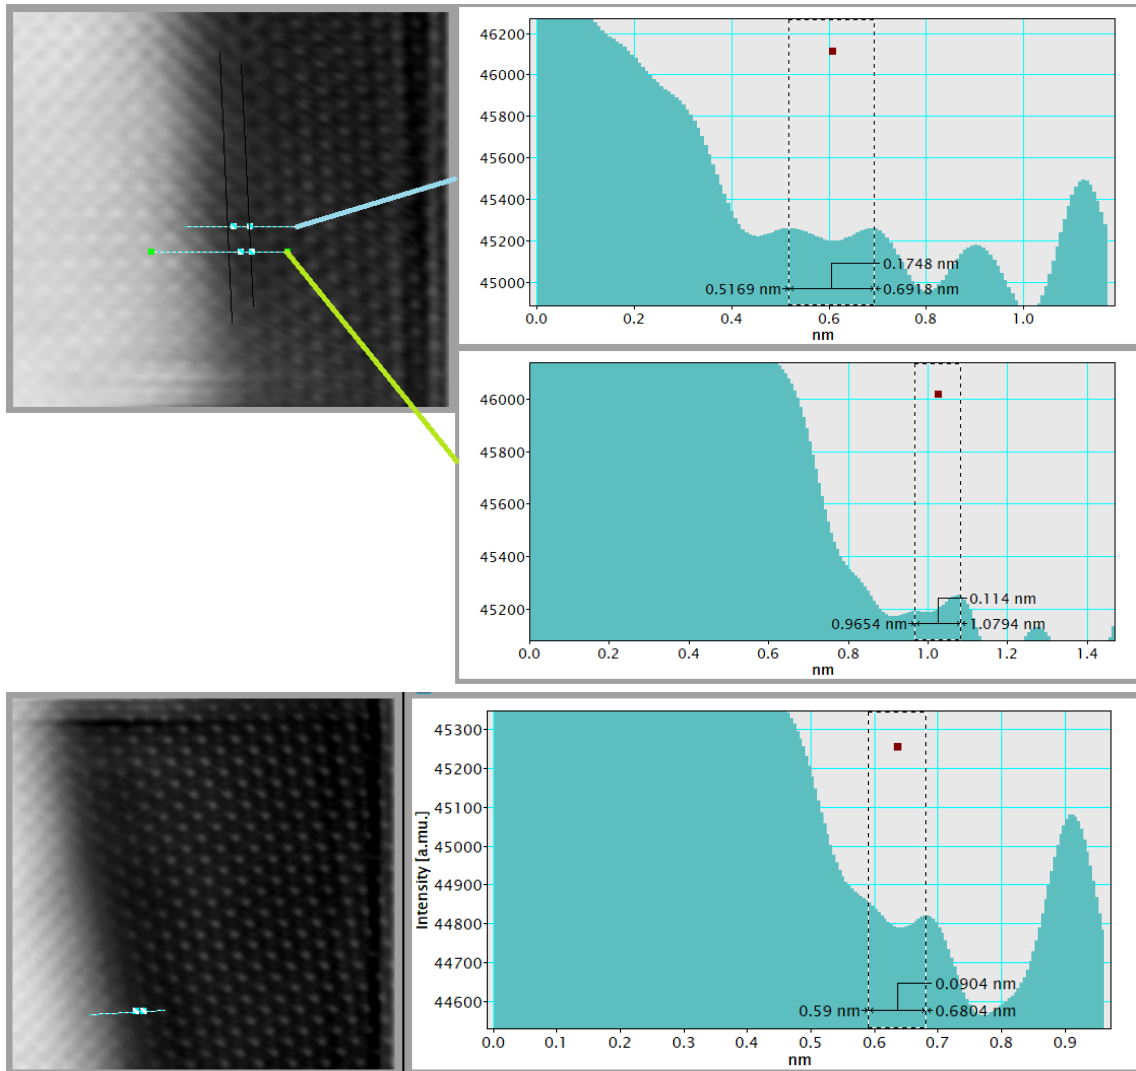 46200
46000
45800
45600
45400
45200
45000
0.1748 nm
0.5169 nm
0.6918 nm
0.0 0.2 0.4 0.6 0.8 1.0
nm
46000
45800
45600
45400
45200
0.114 nm
0.9654 nm
1.0794 nm
0.0 0.2 0.4 0.6 0.8 1.0 1.2 1.4
nm
Intensity [a.mu.]
45300
45200
45100
45000
44900
44800
44700
44600
0.0904 nm
0.59 nm
0.6804 nm
0.0 0.1 0.2 0.3 0.4 0.5 0.6 0.7 0.8 0.9
nm